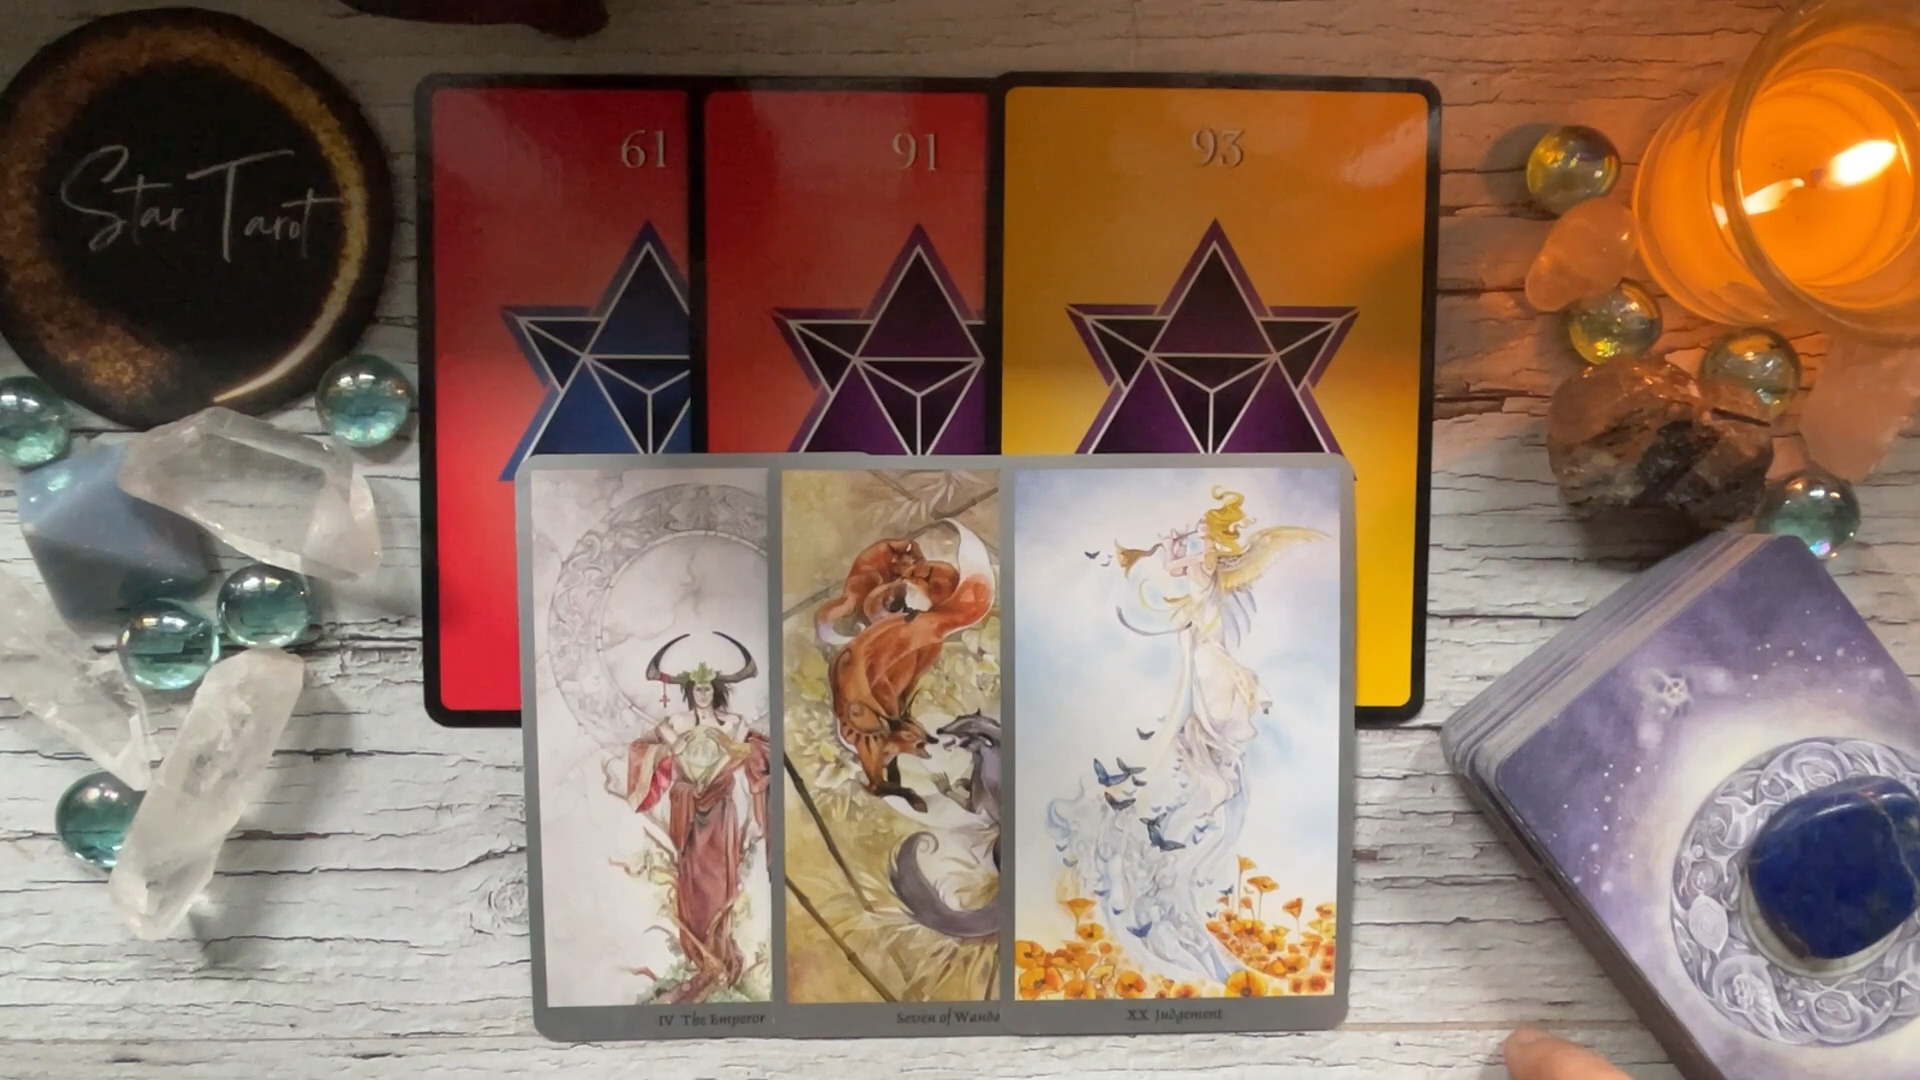 Star Tarot
61
91
93
IV The Emperor
Seven of Wands
XX Judgement